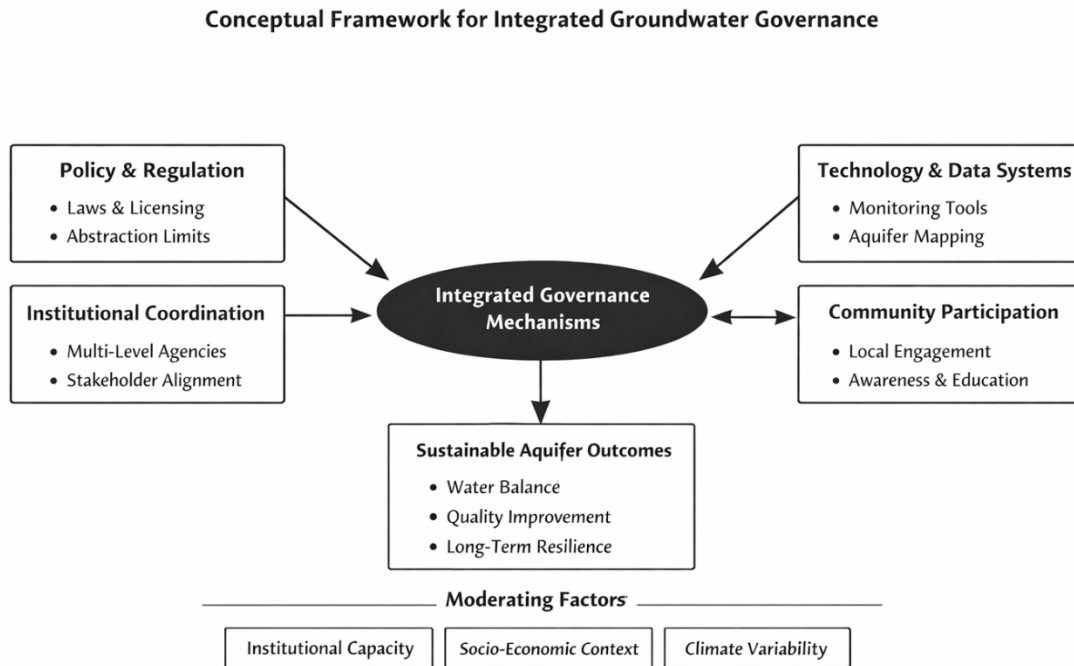 Conceptual Framework for Integrated Groundwater Governance
Policy & Regulation
• Laws & Licensing
• Abstraction Limits
Technology & Data Systems
• Monitoring Tools
• Aquifer Mapping
Integrated Governance
Mechanisms
Institutional Coordination
• Multi-Level Agencies
• Stakeholder Alignment
Community Participation
• Local Engagement
• Awareness & Education
Sustainable Aquifer Outcomes
• Water Balance
• Quality Improvement
• Long-Term Resilience
Moderating Factors
Institutional Capacity
Socio-Economic Context
Climate Variability